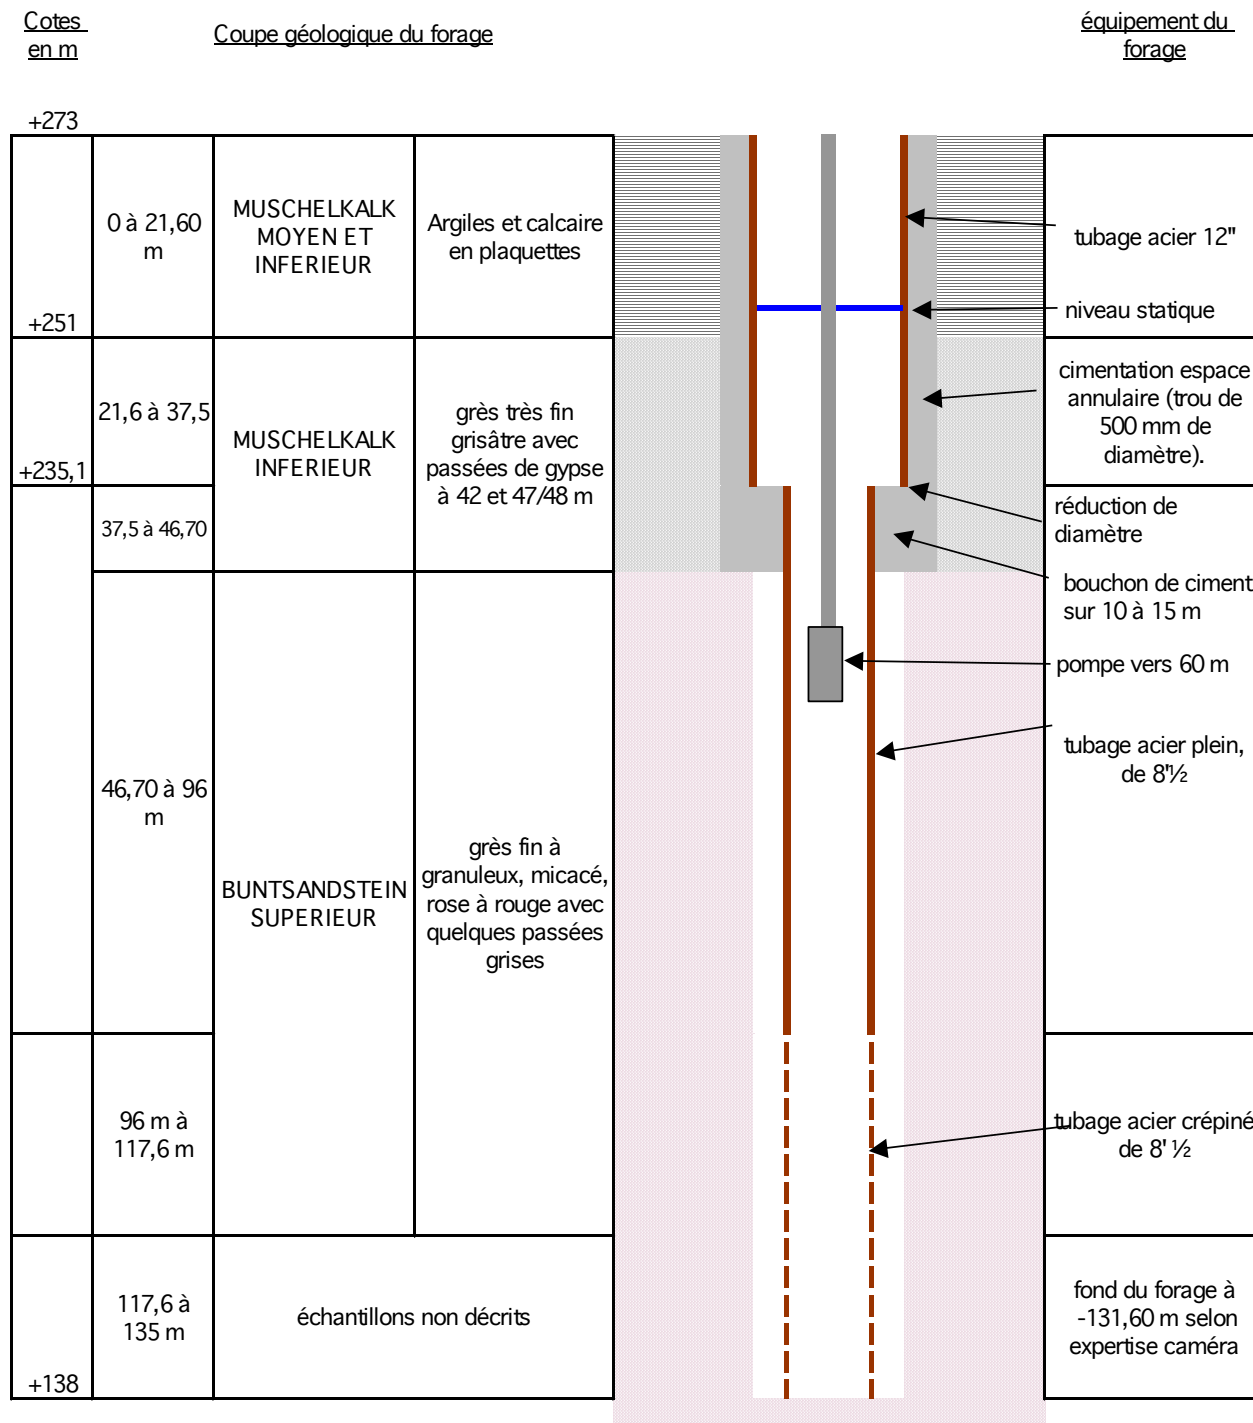 Cotes
en m
Coupe géologique du forage
équipement du
forage
+273
0 à 21,60
m
MUSCHELKALK
MOYEN ET
INFERIEUR
Argiles et calcaire
en plaquettes
tubage acier 12"
niveau statique
+251
21,6 à 37,5
MUSCHELKALK
INFERIEUR
grès très fin
grisâtre avec
passées de gypse
à 42 et 47/48 m
cimentation espace
annulaire (trou de
500 mm de
diamètre).
+235,1
37,5 à 46,70
réduction de
diamètre
bouchon de ciment
sur 10 à 15 m
pompe vers 60 m
tubage acier plein,
de 8'½
46,70 à 96
m
BUNTSANDSTEIN
SUPERIEUR
grès fin à
granuleux, micacé,
rose à rouge avec
quelques passées
grises
96 m à
117,6 m
tubage acier crépiné
de 8' ½
117,6 à
135 m
échantillons non décrits
fond du forage à
-131,60 m selon
expertise caméra
+138